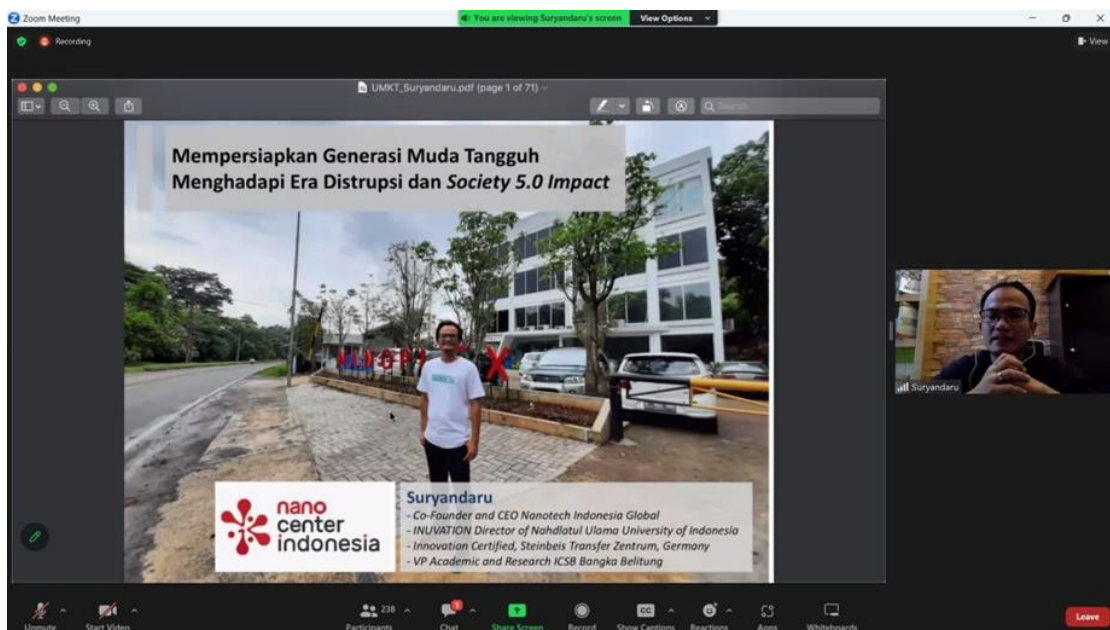 Zoom Meeting
You are viewing Suryandaru's screen
View Options
Recording
View
UMKT_Suryandaru.pdf (page 1 of 71)
Search
Mempersiapkan Generasi Muda Tangguh
Menghadapi Era Distrupsi dan Society 5.0 Impact
nano
center
indonesia
Suryandaru
- Co-Founder and CEO Nanotech Indonesia Global
- INUVATION Director of Nahdlatul Ulama University of Indonesia
- Innovation Certified, Steinbeis Transfer Zentrum, Germany
- VP Academic and Research ICSB Bangka Belitung
Suryandaru
Unmute
Start Video
238
Participants
1
Chat
Share Screen
Record
CC
Show Captions
Reactions
Apps
Whiteboards
Leave